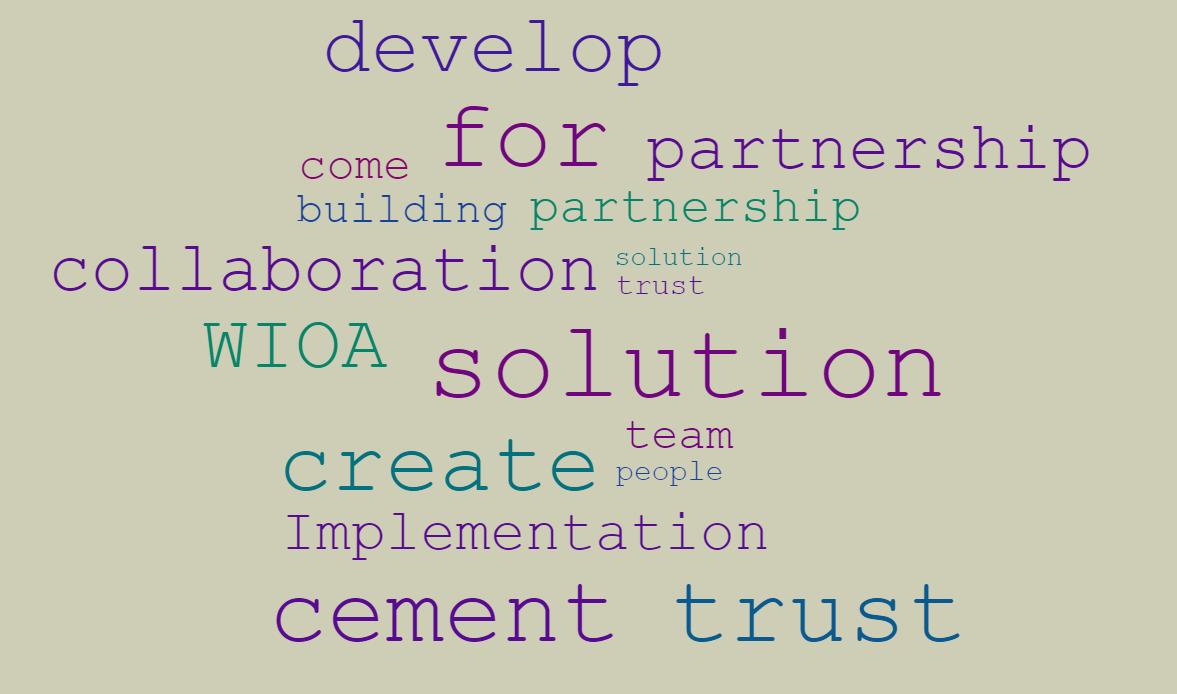 develop
for
come
partnership
building partnership
collaboration
solution
trust
WIOA
solution
team
create
people
Implementation
cement trust